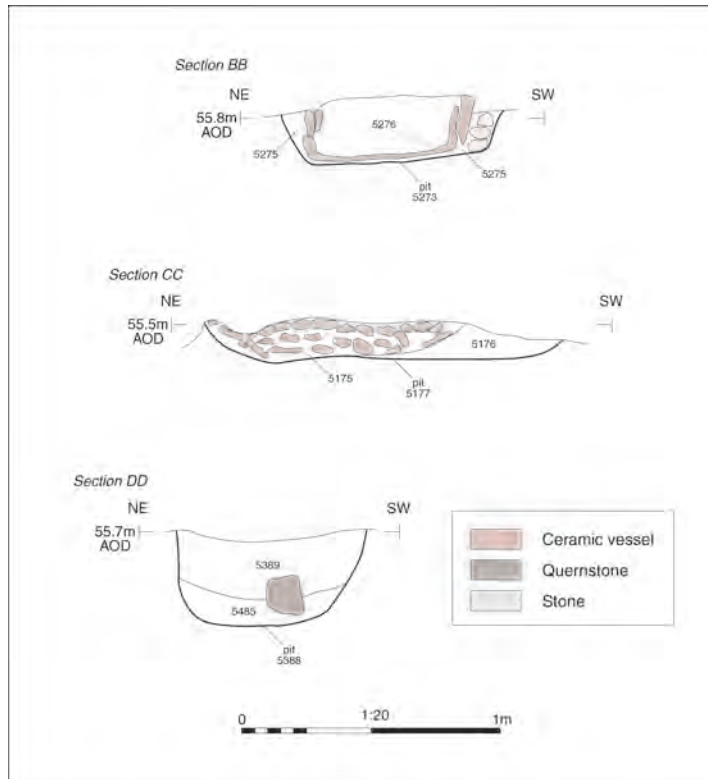 Section BB
NE
SW
55.8m
AOD
5276
5275
5275
pit
5273
Section CC
NE
SW
55.5m
AOD
5176
5175
pit
5177
Section DD
NE
SW
55.7m
AOD
5389
5485
pit
5588
Ceramic vessel
Quernstone
Stone
0
1:20
1m